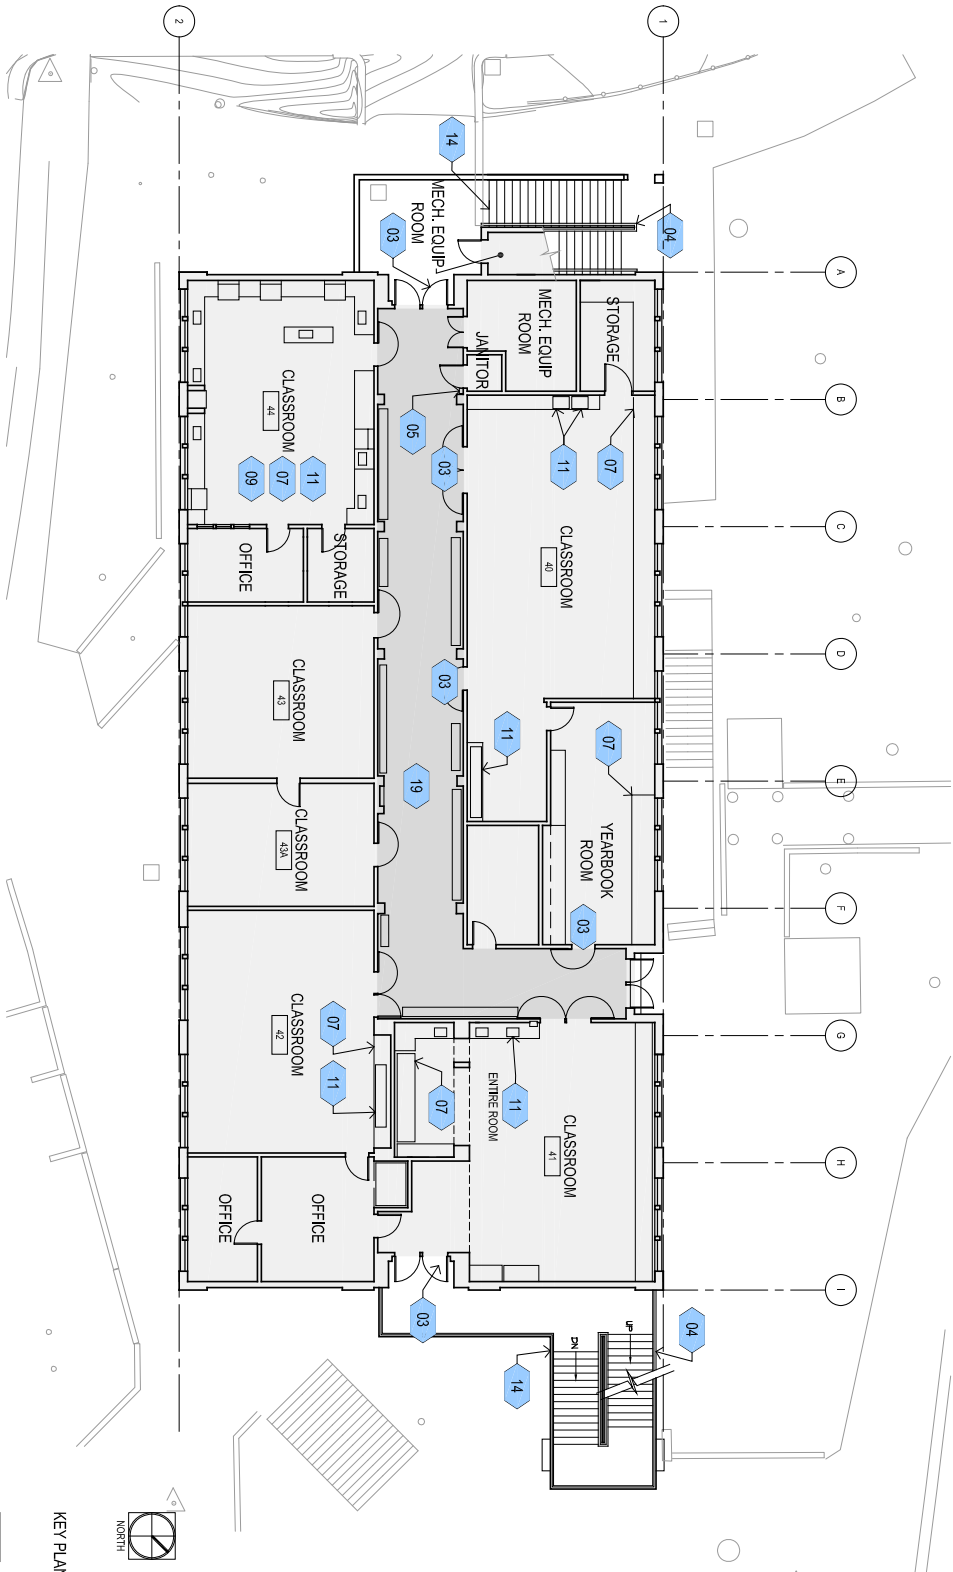 2
1
14
04
MECH. EQUIP
ROOM
03
A
MECH. EQUIP
ROOM
STORAGE
JANITOR
B
CLASSROOM
44
05
03
11
07
09
07
11
C
OFFICE
STORAGE
CLASSROOM
40
D
CLASSROOM
43
03
11
07
E
19
CLASSROOM
43A
YEARBOOK
ROOM
F
03
CLASSROOM
42
07
11
G
07
11
ENTIRE ROOM
CLASSROOM
41
H
OFFICE
OFFICE
I
03
UP
DN
04
14
NORTH
KEY PLAN